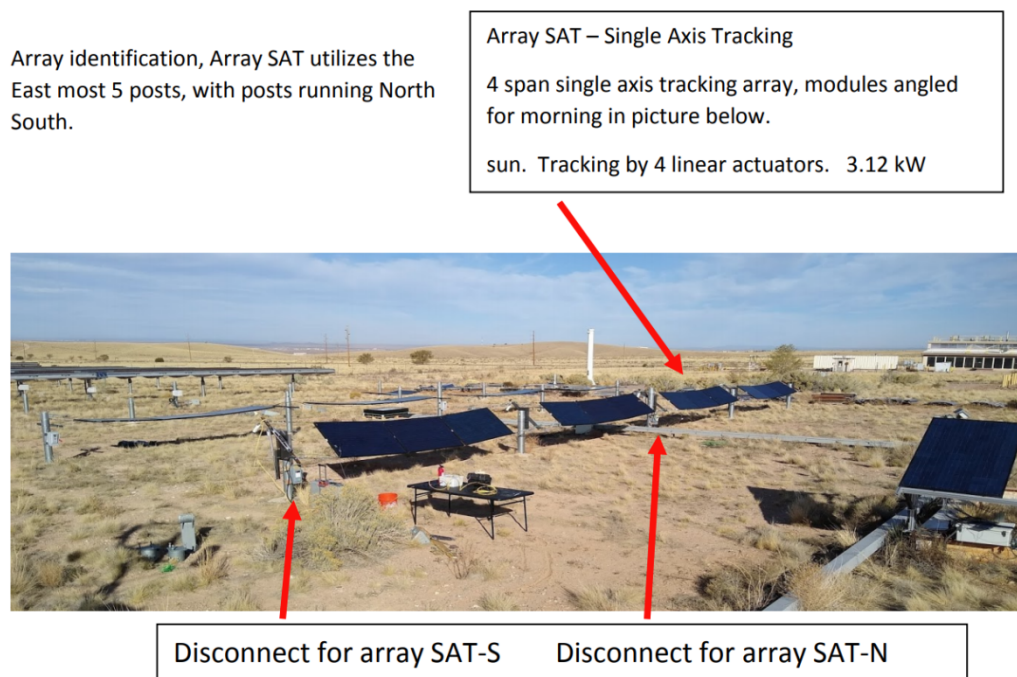 Array identification, Array SAT utilizes the
East most 5 posts, with posts running North
South.
Array SAT – Single Axis Tracking
4 span single axis tracking array, modules angled
for morning in picture below.
sun.  Tracking by 4 linear actuators.   3.12 kW
Disconnect for array SAT-S
Disconnect for array SAT-N